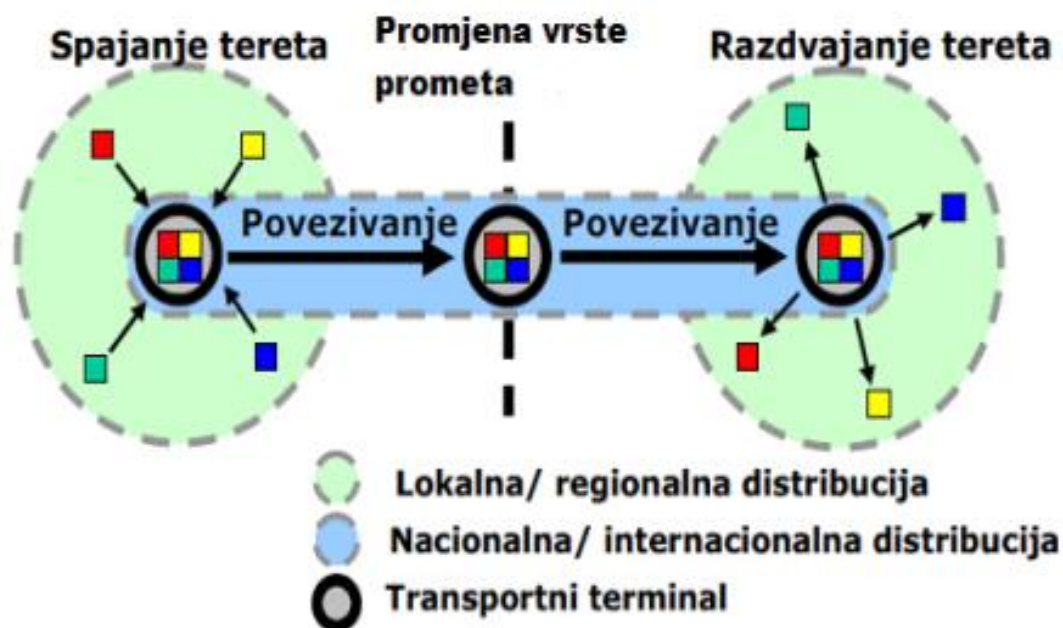 Spajanje tereta
Promjena vrste
prometa
Razdvajanje tereta
Povezivanje
Povezivanje
Lokalna/ regionalna distribucija
Nacionalna/ internacionalna distribucija
Transportni terminal